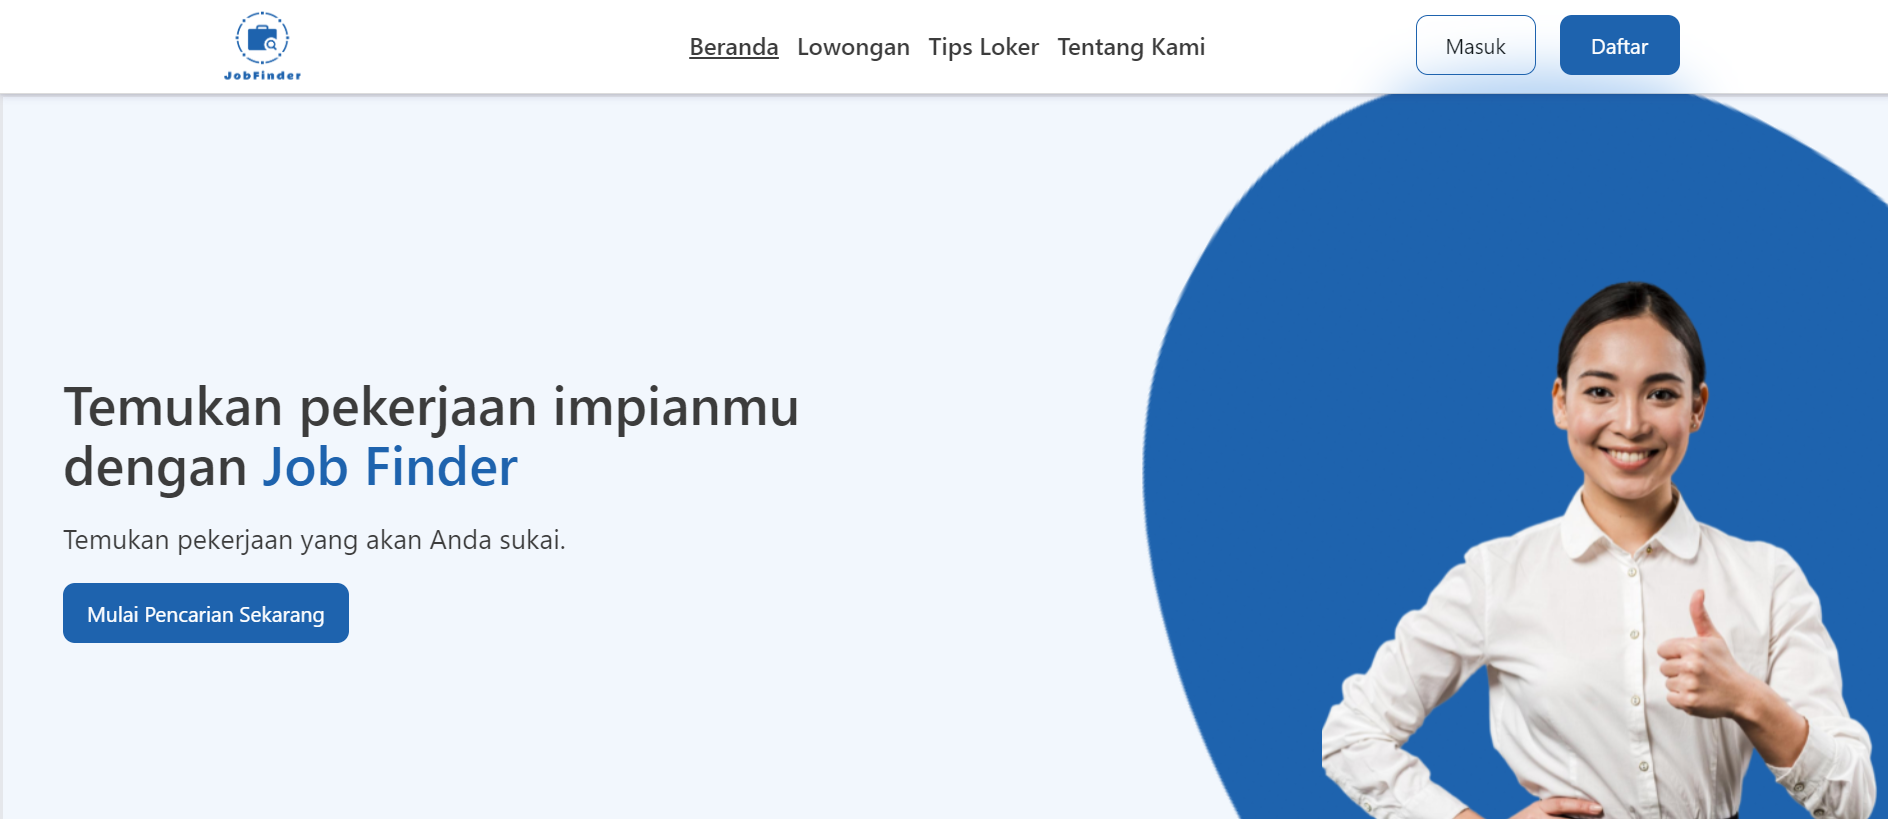 JobFinder
Beranda Lowongan Tips Loker Tentang Kami
Masuk
Daftar
Temukan pekerjaan impianmu
dengan Job Finder
Temukan pekerjaan yang akan Anda sukai.
Mulai Pencarian Sekarang